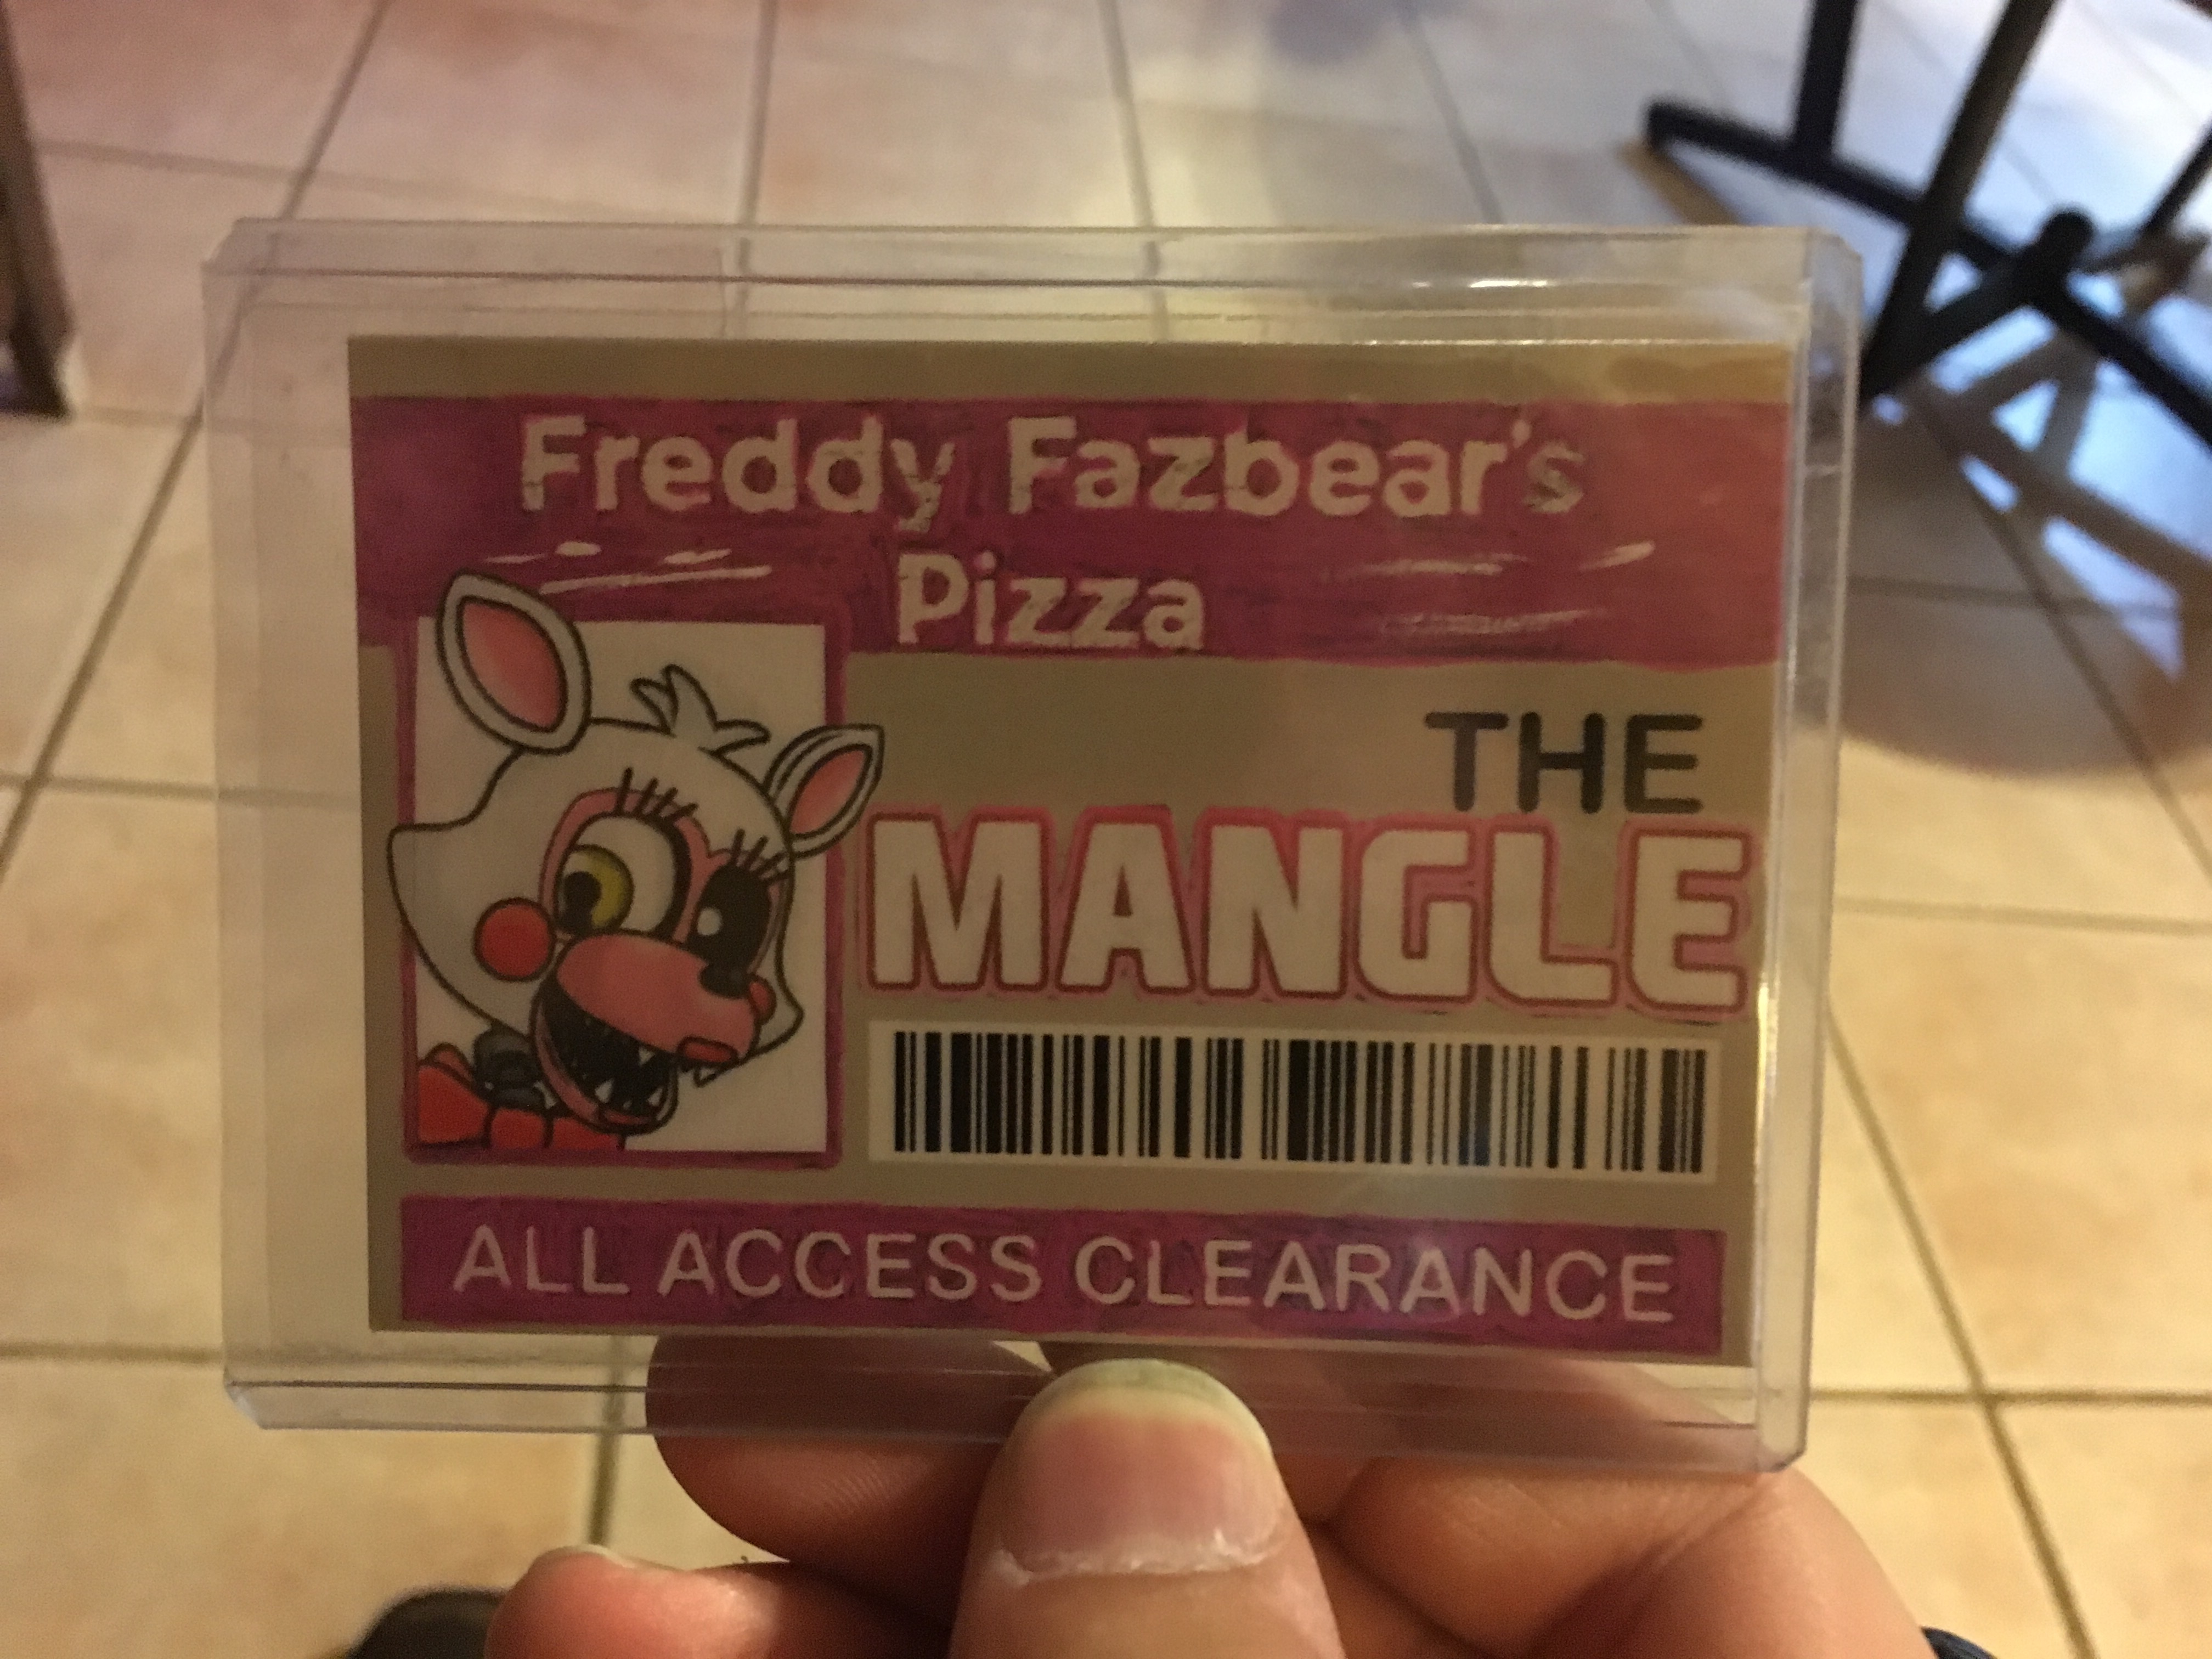 Freddy Fazbear's
Pizza
THE
MANGLE
ALL ACCESS CLEARANCE